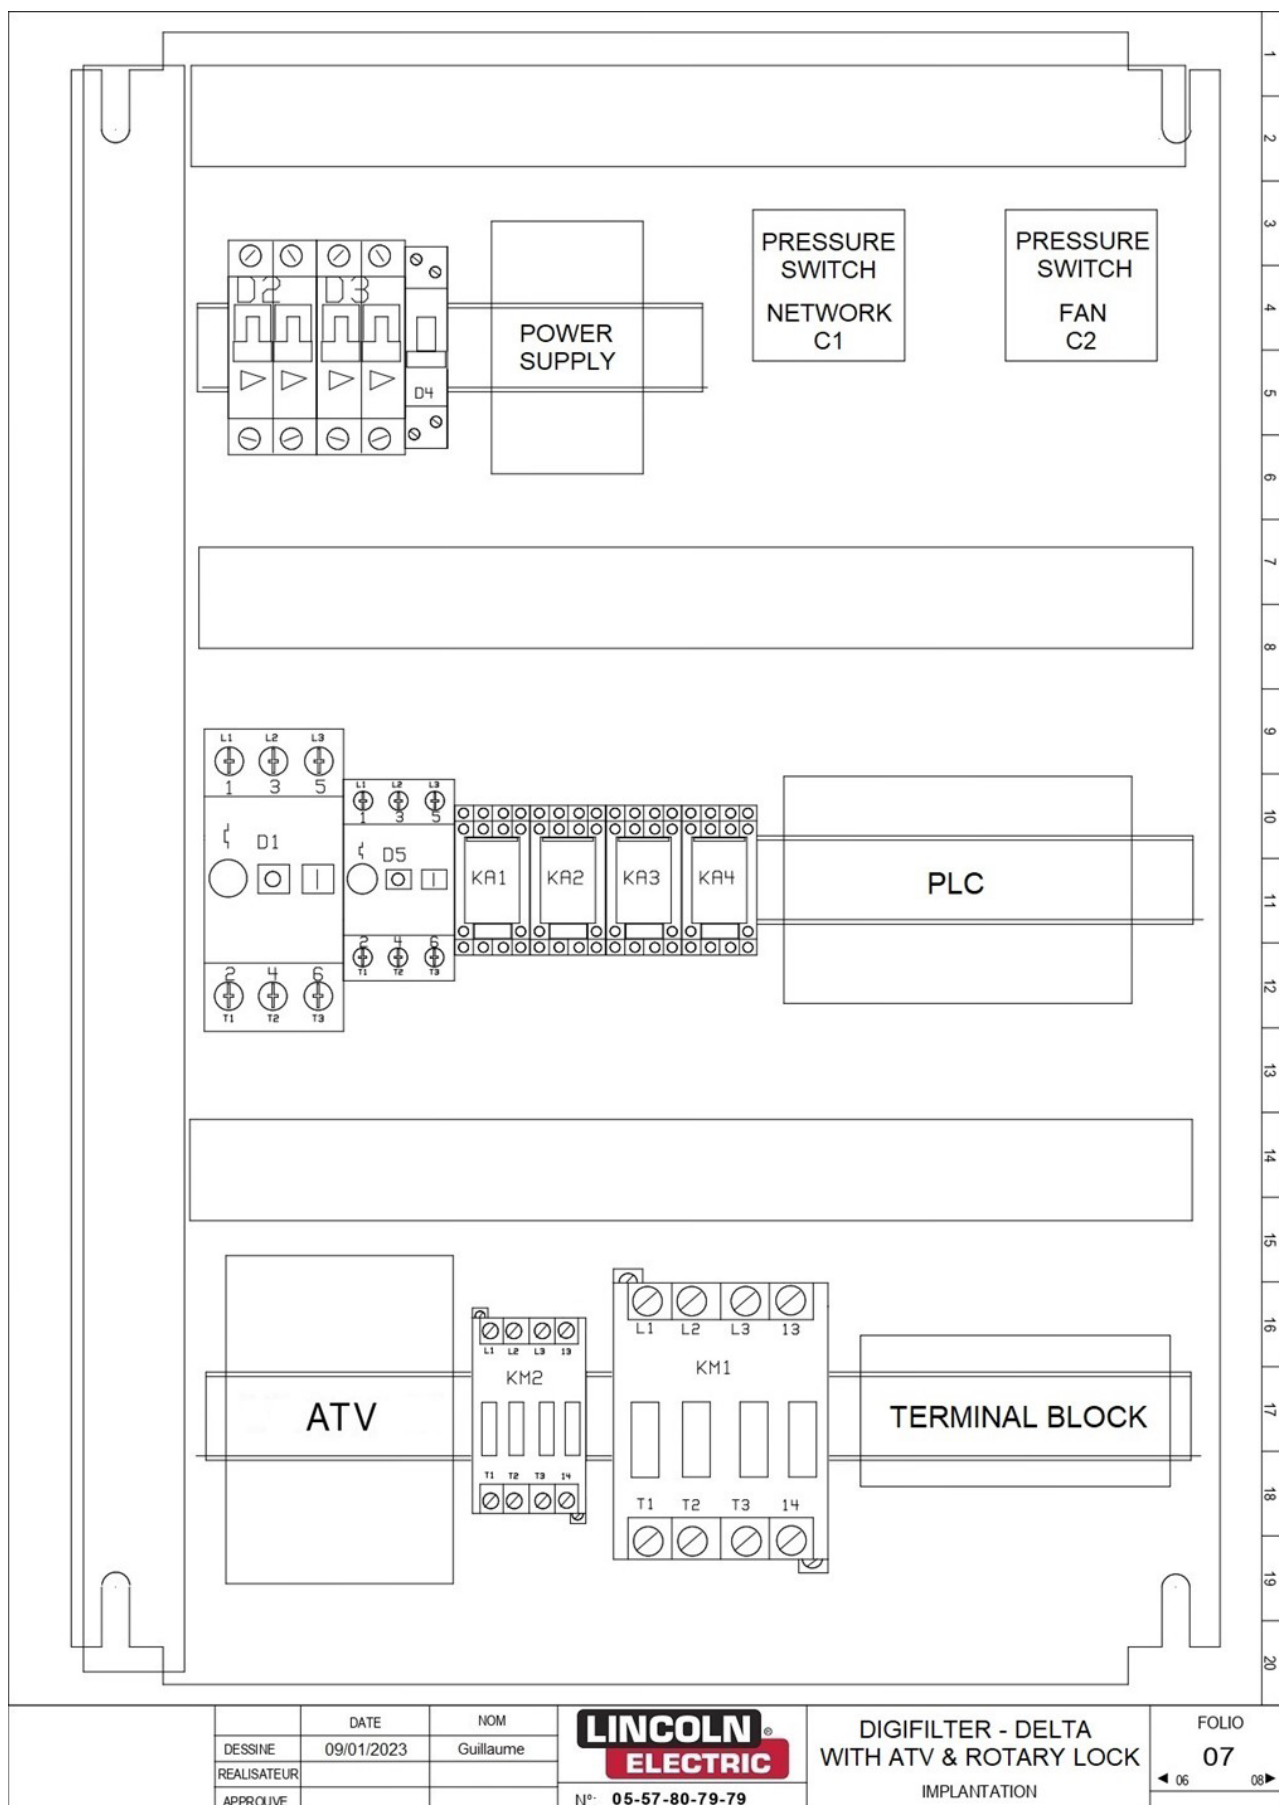 1
2
3
4
5
6
7
8
9
10
11
12
13
14
15
16
17
18
19
20
D2 D3
D4
POWER
SUPPLY
PRESSURE
SWITCH
NETWORK
C1
PRESSURE
SWITCH
FAN
C2
L1 L2 L3
1 3 5
D1
2 4 6
T1 T2 T3
L1 L2 L3
1 3 5
D5
2 4 6
T1 T2 T3
KA1 KA2 KA3 KA4
PLC
ATV
L1 L2 L3 13
KM2
T1 T2 T3 14
L1 L2 L3 13
KM1
T1 T2 T3 14
TERMINAL BLOCK
DATE NOM
DESSINE 09/01/2023 Guillaume
REALISATEUR
APPROUVE
LINCOLN ®
ELECTRIC
N°: 05-57-80-79-79
DIGIFILTER - DELTA
WITH ATV & ROTARY LOCK
IMPLANTATION
FOLIO
07
◄ 06 08►